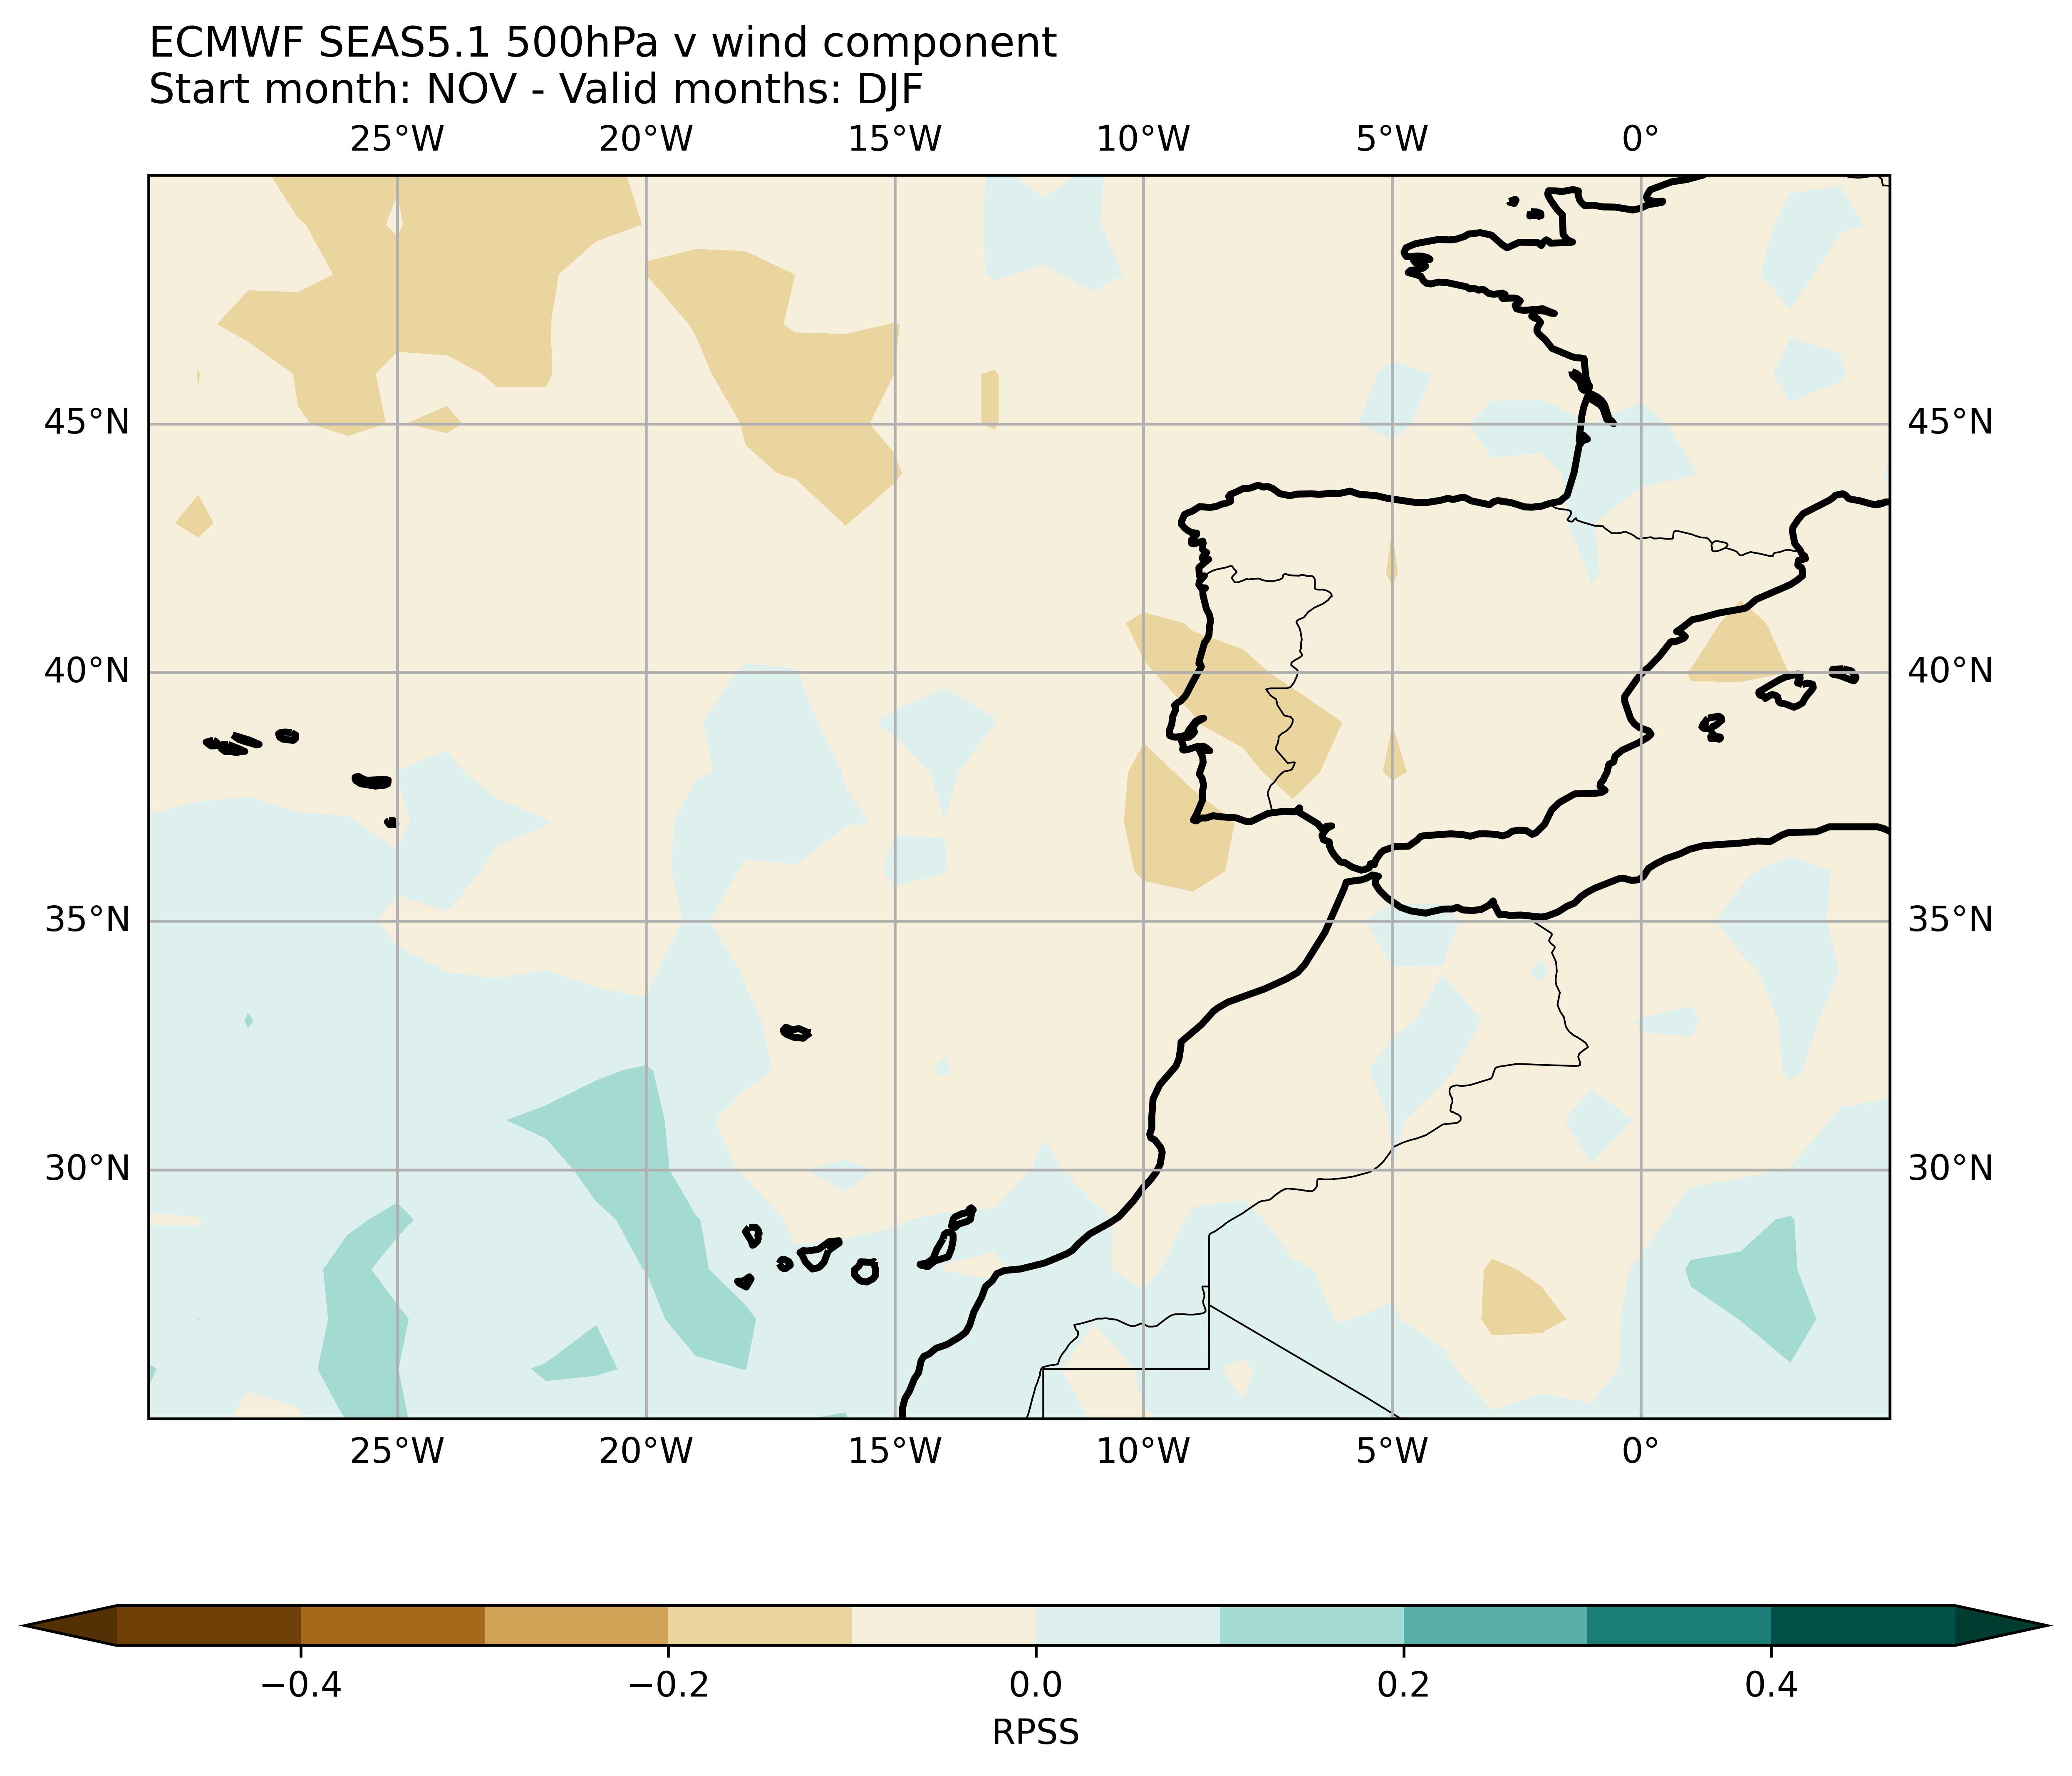 ECMWF SEAS5.1 500hPa v wind component
Start month: NOV - Valid months: DJF
25°W 20°W 15°W 10°W 5°W 0°
45°N 45°N
40°N 40°N
35°N 35°N
30°N 30°N
25°W 20°W 15°W 10°W 5°W 0°
−0.4 −0.2 0.0 0.2 0.4
RPSS